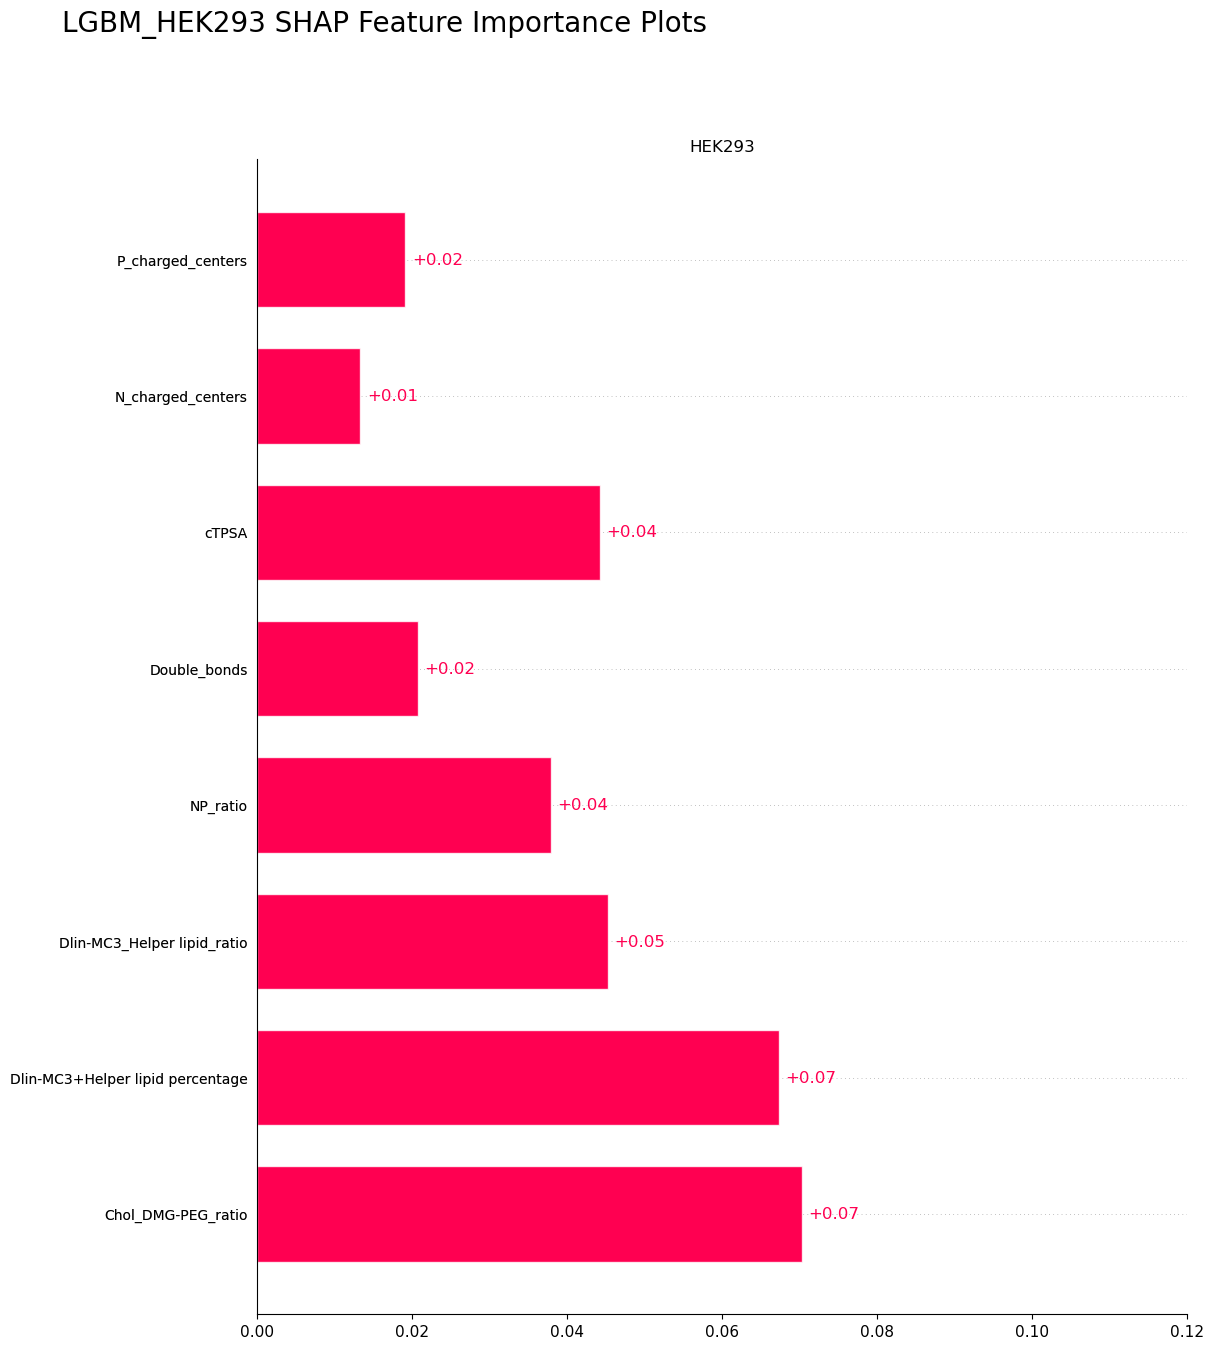 LGBM_HEK293 SHAP Feature Importance Plots
HEK293
P_charged_centers
+0.02
N_charged_centers
+0.01
cTPSA
+0.04
Double_bonds
+0.02
NP_ratio
+0.04
Dlin-MC3_Helper lipid_ratio
+0.05
Dlin-MC3+Helper lipid percentage
+0.07
Chol_DMG-PEG_ratio
+0.07
0.00 0.02 0.04 0.06 0.08 0.10 0.12